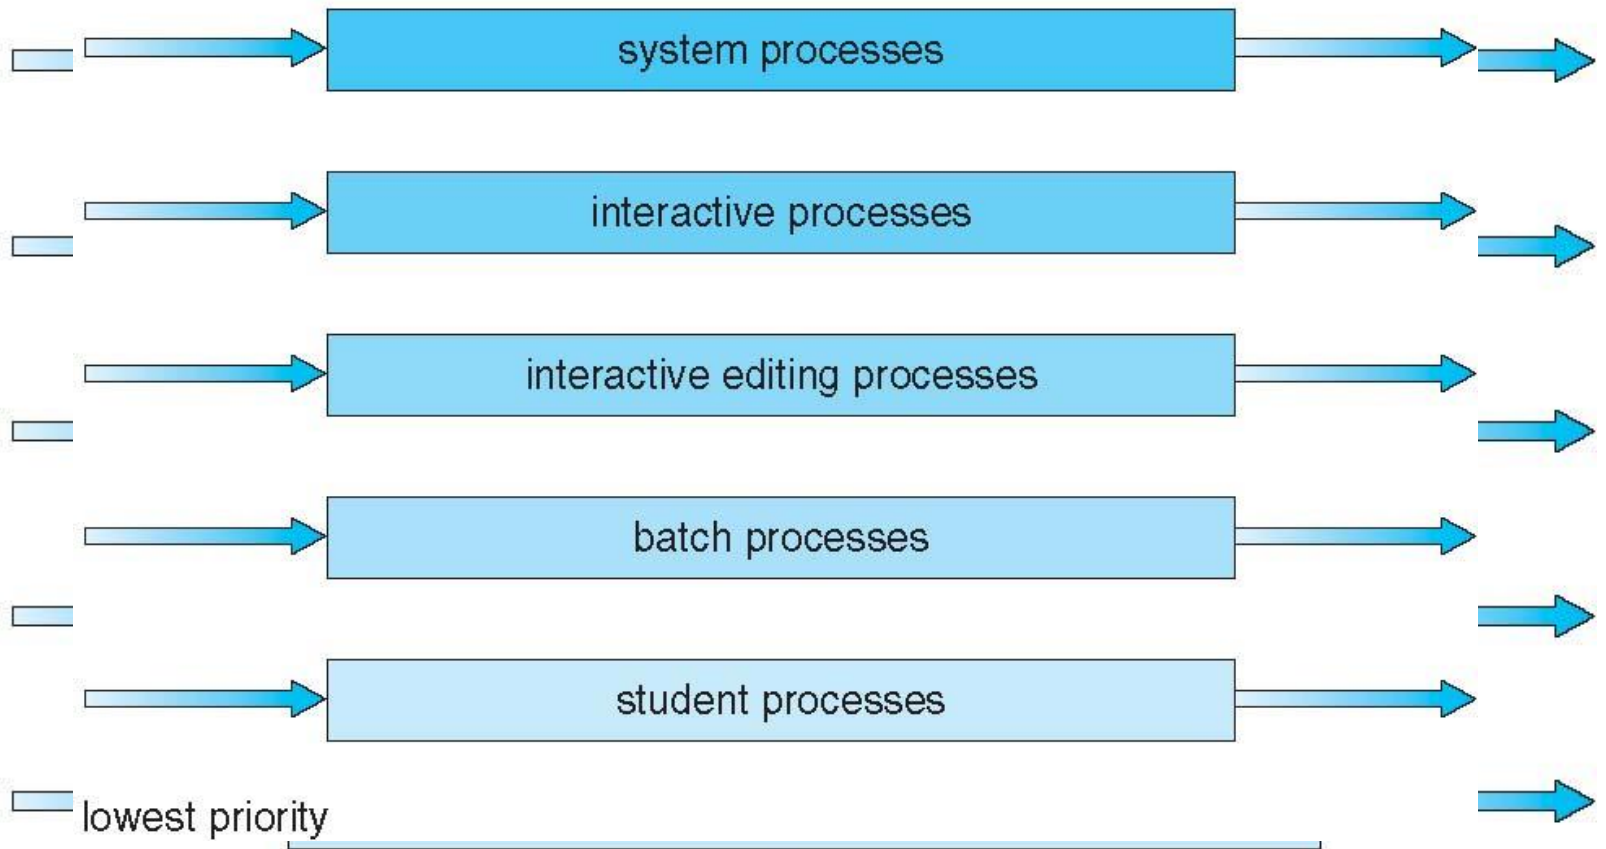 system processes
interactive processes
interactive editing processes
batch processes
student processes
lowest priority